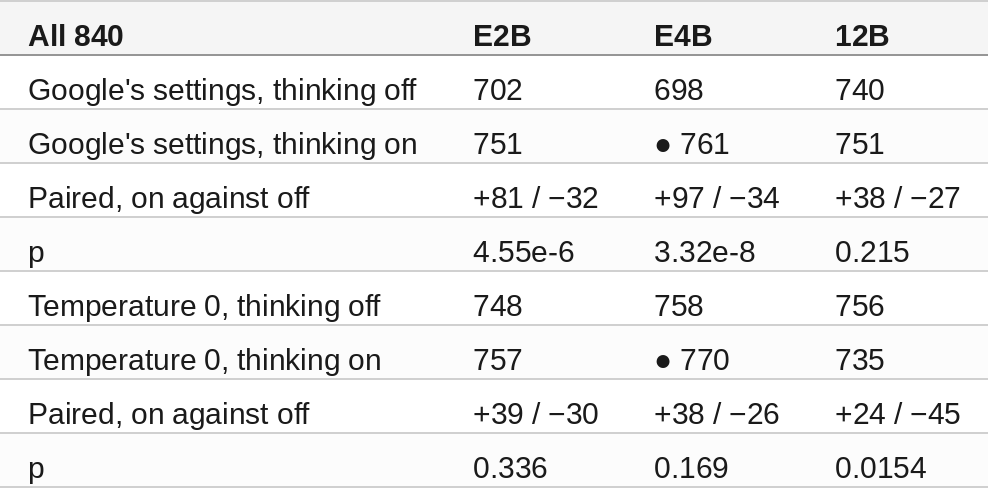 All 840 E2B E4B 12B
Google's settings, thinking off 702 698 740
Google's settings, thinking on 751 ● 761 751
Paired, on against off +81 / −32 +97 / −34 +38 / −27
p 4.55e-6 3.32e-8 0.215
Temperature 0, thinking off 748 758 756
Temperature 0, thinking on 757 ● 770 735
Paired, on against off +39 / −30 +38 / −26 +24 / −45
p 0.336 0.169 0.0154